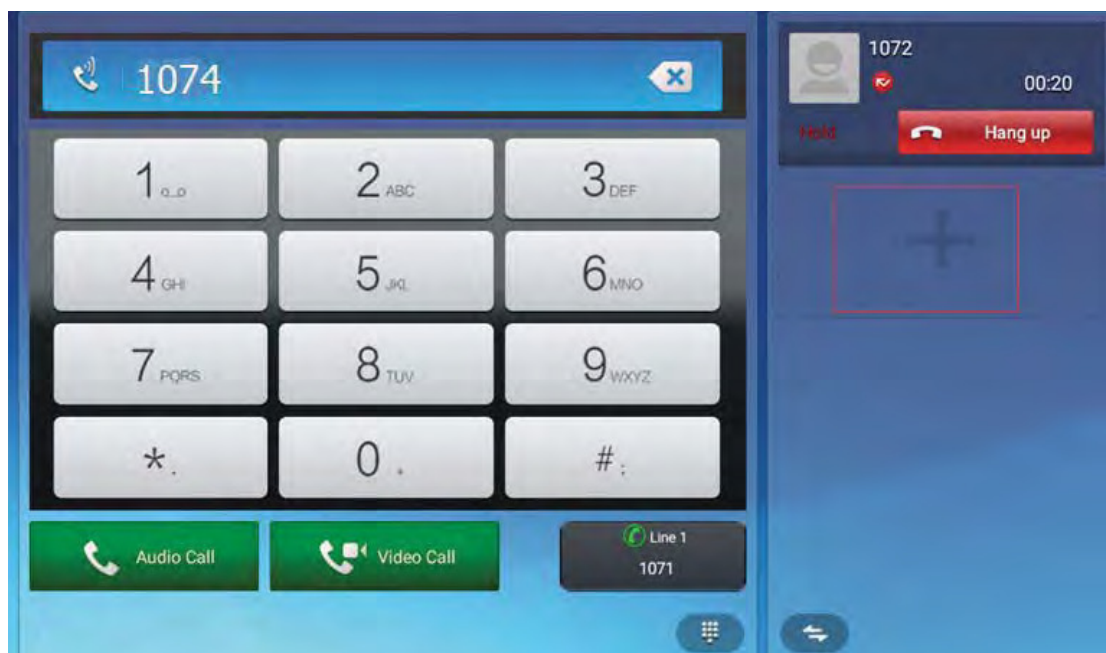 1074
1 o_o
2 ABC
3 DEF
4 GHI
5 JKL
6 MNO
7 PQRS
8 TUV
9 WXYZ
* .
0 +
# ;
Audio Call
Video Call
Line 1
1071
1072
00:20
Hold
Hang up